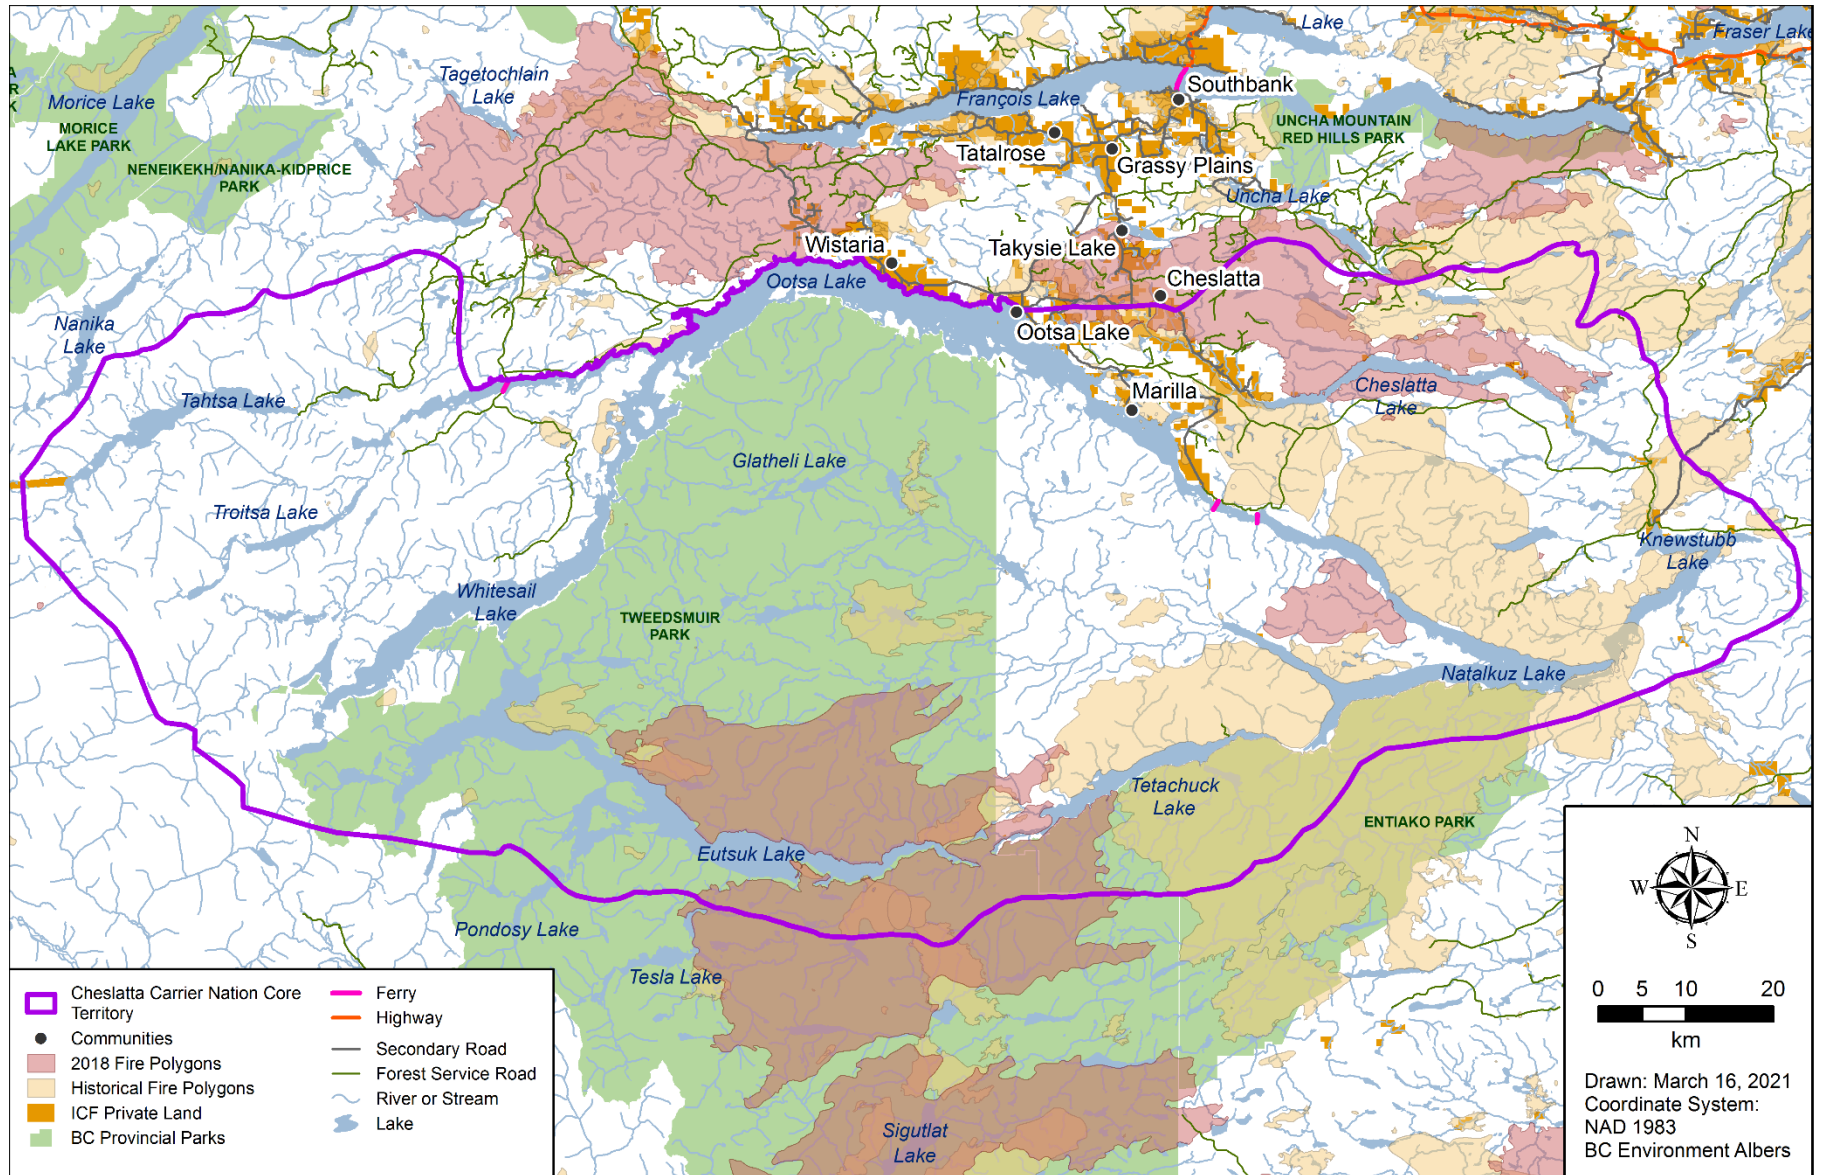 Lake
Fraser Lake
Tagetochlain
Lake
Morice Lake
François Lake
Southbank
MORICE
LAKE PARK
NENEIKEKH/NANIKA-KIDPRICE
PARK
UNCHA MOUNTAIN
RED HILLS PARK
Tatalrose
Grassy Plains
Uncha Lake
Wistaria
Takysie Lake
Cheslatta
Ootsa Lake
Nanika
Lake
Ootsa Lake
Tahtsa Lake
Marilla
Cheslatta
Lake
Glatheli Lake
Troitsa Lake
Knewstubb
Lake
Whitesail
Lake
TWEEDSMUIR
PARK
Natalkuz Lake
Tetachuck
Lake
ENTIAKO PARK
Eutsuk Lake
Pondosy Lake
Tesla Lake
Sigutlat
Lake
Cheslatta Carrier Nation Core
Territory
Communities
2018 Fire Polygons
Historical Fire Polygons
ICF Private Land
BC Provincial Parks
Ferry
Highway
Secondary Road
Forest Service Road
River or Stream
Lake
N
W
E
S
0 5 10 20
km
Drawn: March 16, 2021
Coordinate System:
NAD 1983
BC Environment Albers